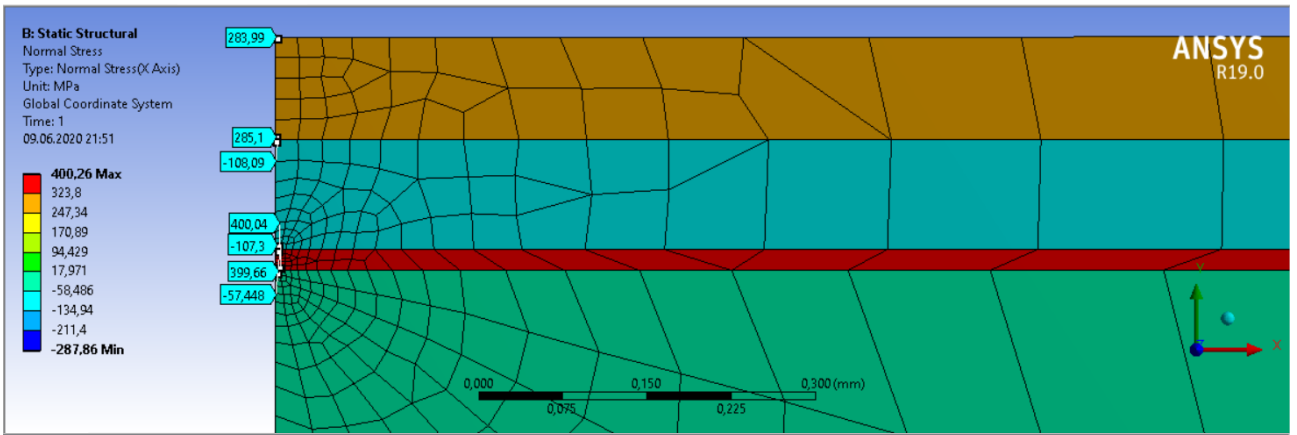 B: Static Structural
Normal Stress
Type: Normal Stress(X Axis)
Unit: MPa
Global Coordinate System
Time: 1
09.06.2020 21:51
400,26 Max
323,8
247,34
170,89
94,429
17,971
-58,486
-134,94
-211,4
-287,86 Min
283,99
285,1
-108,09
400,04
-107,3
399,66
-57,448
ANSYS
R19.0
0,000
0,150
0,300 (mm)
0,075
0,225
Y
X
Z